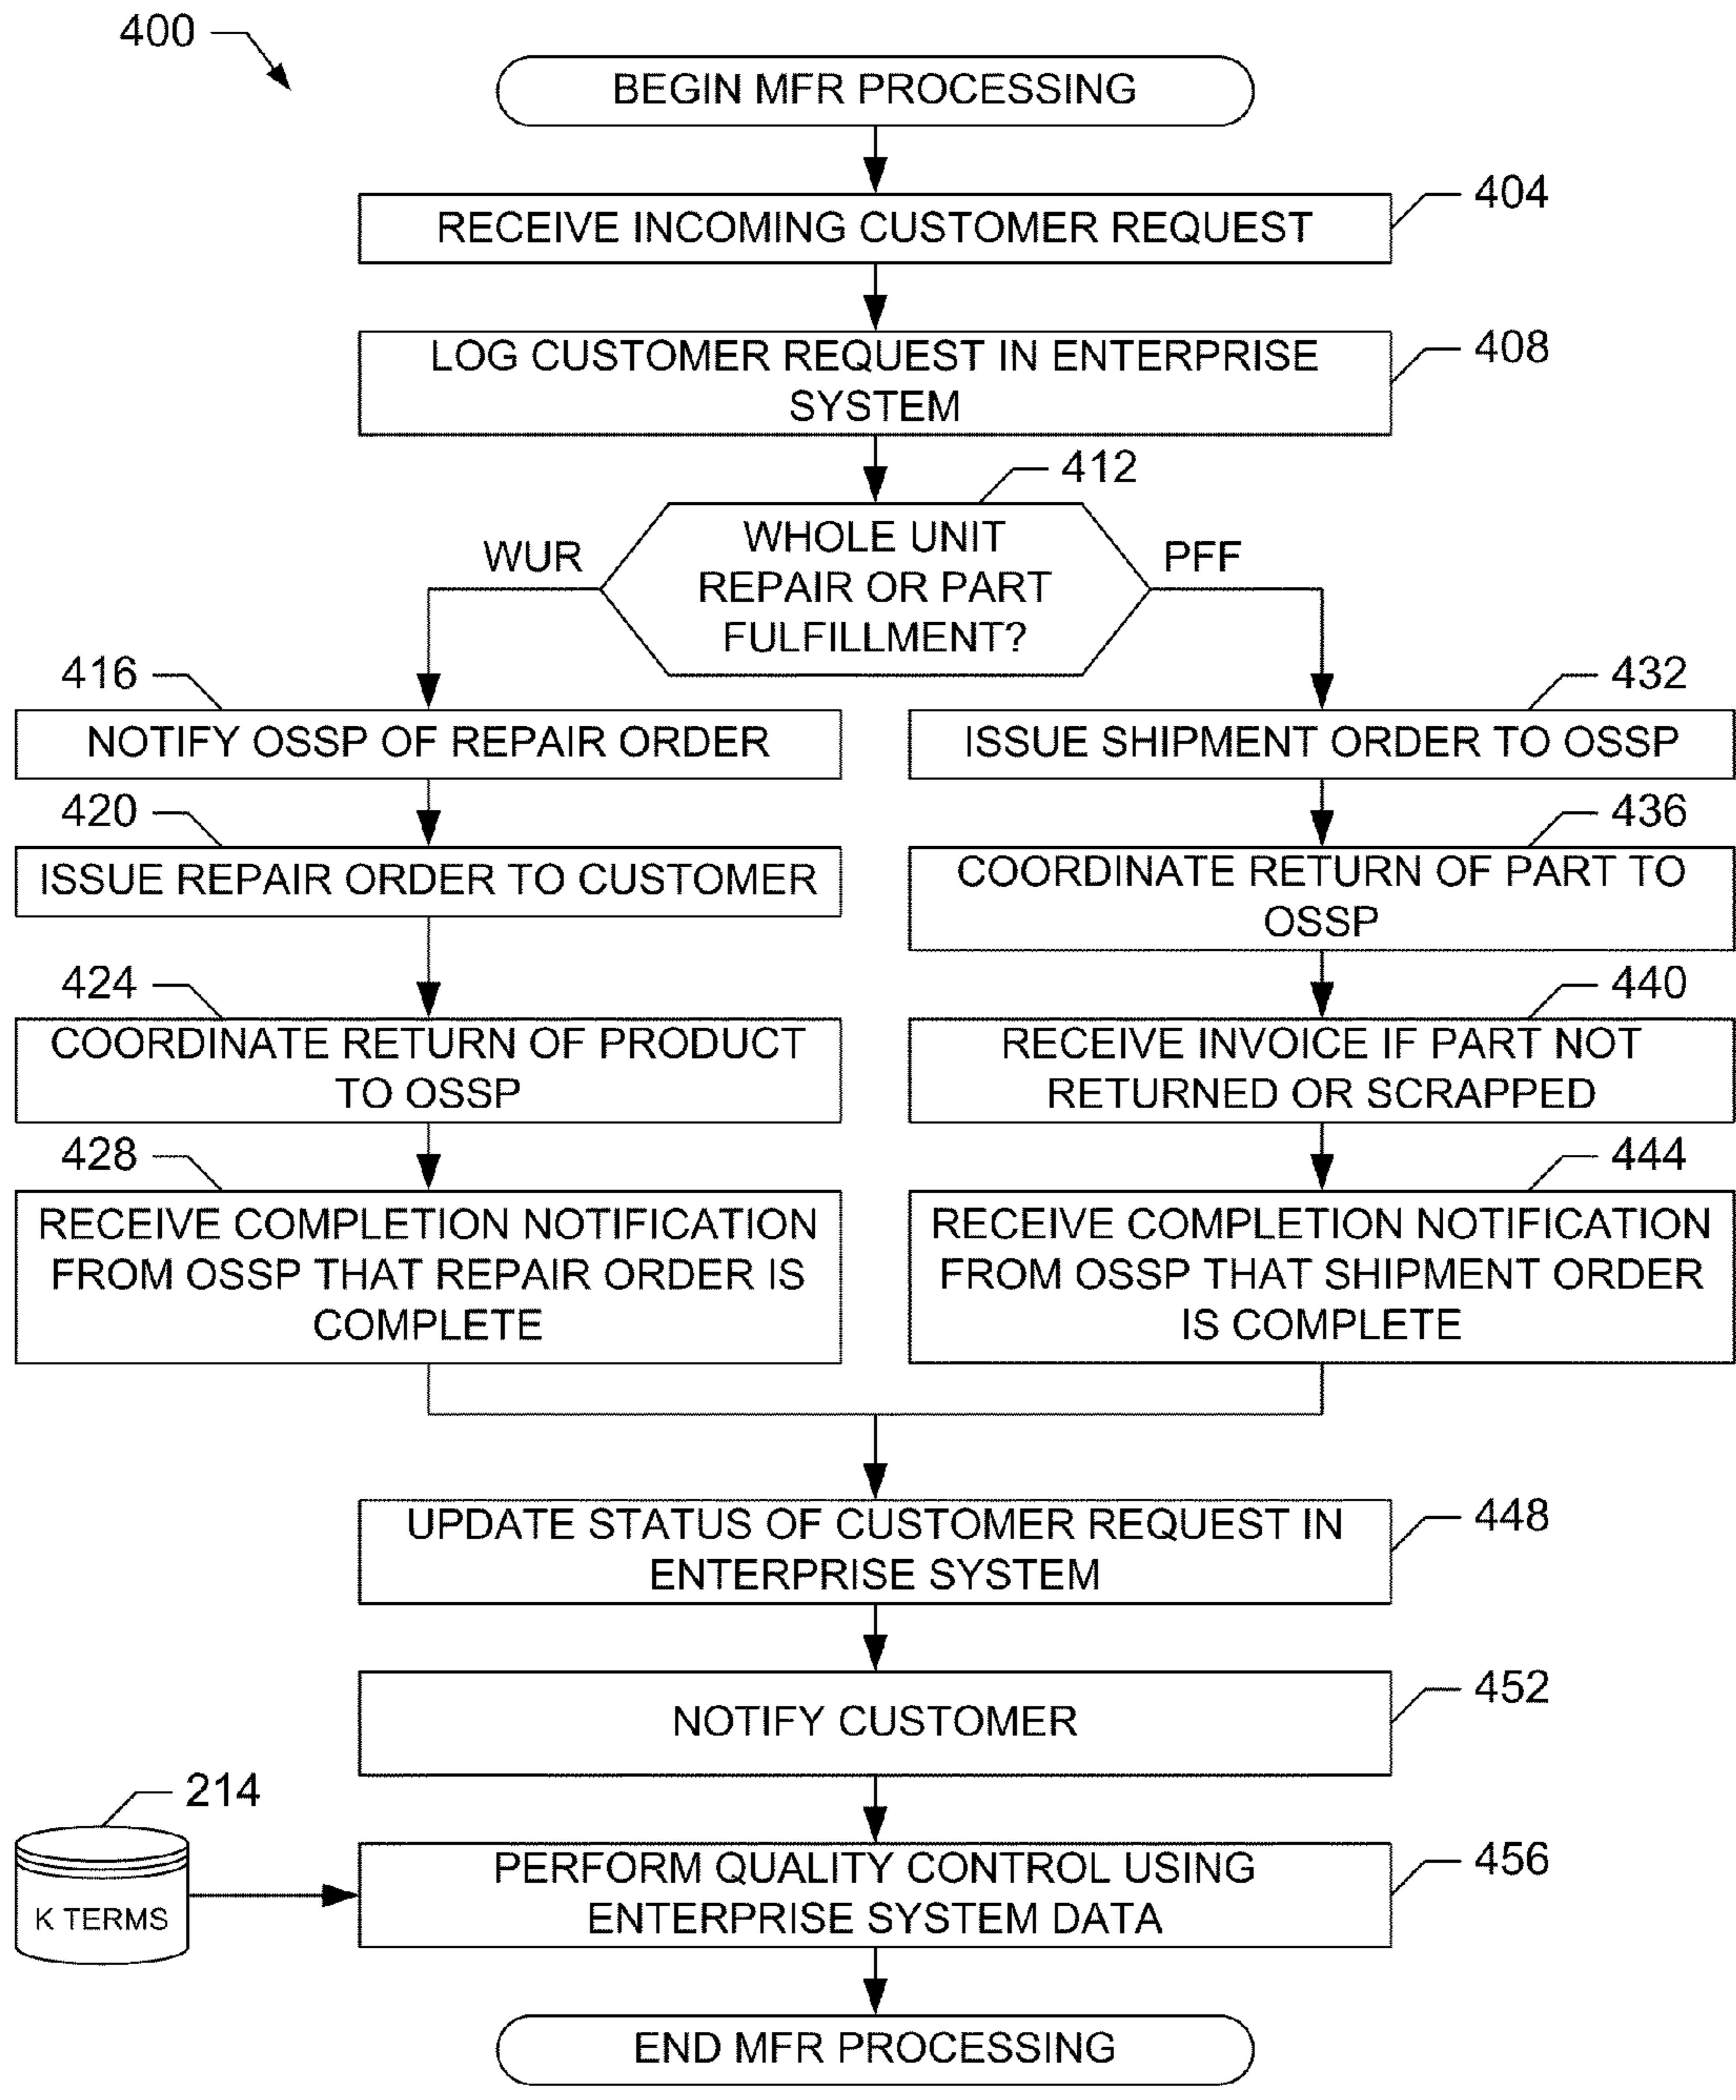 400
BEGIN MFR PROCESSING
404
RECEIVE INCOMING CUSTOMER REQUEST
408
LOG CUSTOMER REQUEST IN ENTERPRISE
SYSTEM
412
WHOLE UNIT
REPAIR OR PART
FULFILLMENT?
WUR
PFF
416
NOTIFY OSSP OF REPAIR ORDER
420
ISSUE REPAIR ORDER TO CUSTOMER
424
COORDINATE RETURN OF PRODUCT
TO OSSP
428
RECEIVE COMPLETION NOTIFICATION
FROM OSSP THAT REPAIR ORDER IS
COMPLETE
432
ISSUE SHIPMENT ORDER TO OSSP
436
COORDINATE RETURN OF PART TO
OSSP
440
RECEIVE INVOICE IF PART NOT
RETURNED OR SCRAPPED
444
RECEIVE COMPLETION NOTIFICATION
FROM OSSP THAT SHIPMENT ORDER
IS COMPLETE
448
UPDATE STATUS OF CUSTOMER REQUEST IN
ENTERPRISE SYSTEM
452
NOTIFY CUSTOMER
214
K TERMS
456
PERFORM QUALITY CONTROL USING
ENTERPRISE SYSTEM DATA
END MFR PROCESSING